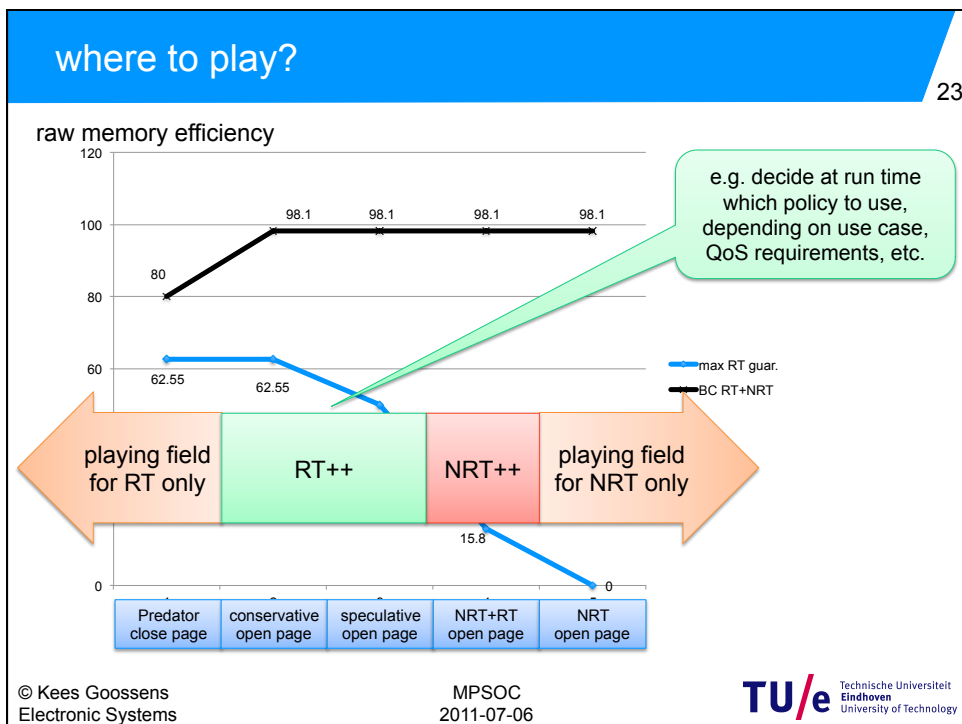 where to play?
23
raw memory efficiency
120
100
80
60
0
80
98.1
98.1
98.1
98.1
62.55
62.55
15.8
0
e.g. decide at run time
which policy to use,
depending on use case,
QoS requirements, etc.
max RT guar.
BC RT+NRT
playing field
for RT only
RT++
NRT++
playing field
for NRT only
Predator
close page
conservative
open page
speculative
open page
NRT+RT
open page
NRT
open page
© Kees Goossens
Electronic Systems
MPSOC
2011-07-06
TU/e
Technische Universiteit
Eindhoven
University of Technology